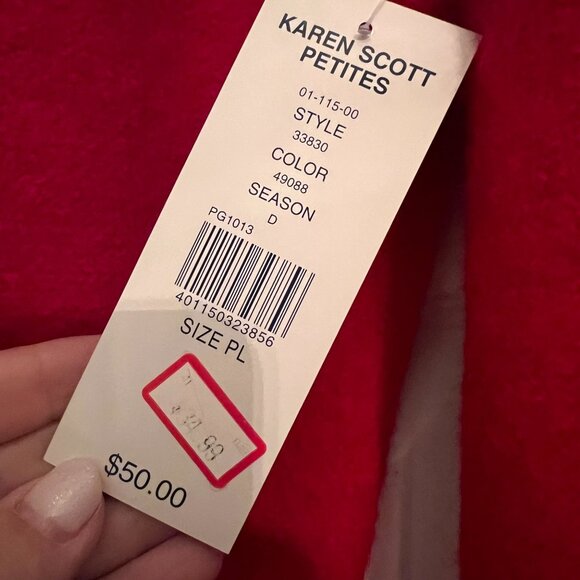 KAREN SCOTT
PETITES
01-115-00
STYLE
33830
COLOR
49088
SEASON
D
PG1013
401150323856
SIZE PL
$50.00